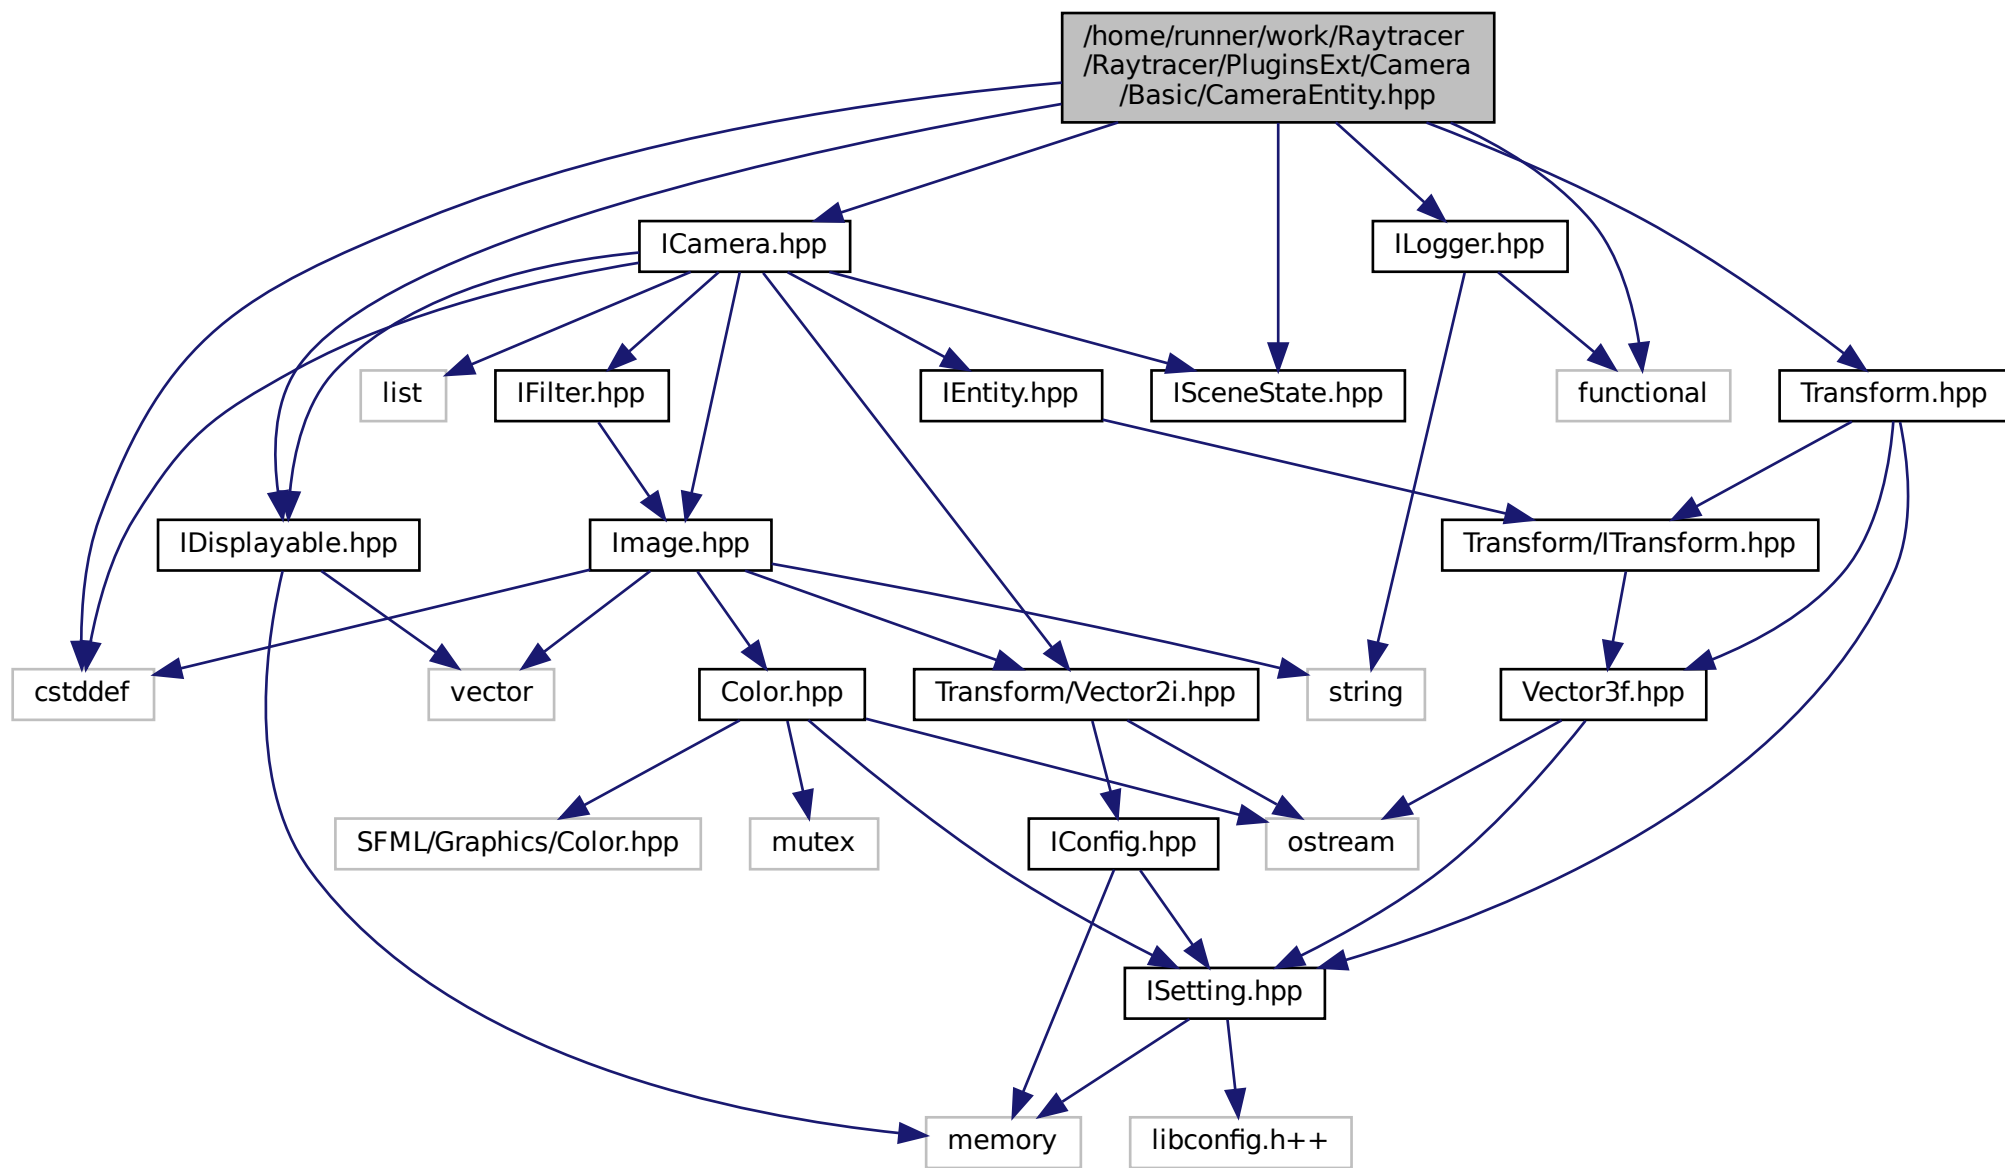 /home/runner/work/Raytracer
/Raytracer/PluginsExt/Camera
/Basic/CameraEntity.hpp
ICamera.hpp
ILogger.hpp
list
IFilter.hpp
IEntity.hpp
ISceneState.hpp
functional
Transform.hpp
IDisplayable.hpp
Image.hpp
Transform/ITransform.hpp
cstddef
vector
Color.hpp
Transform/Vector2i.hpp
string
Vector3f.hpp
SFML/Graphics/Color.hpp
mutex
IConfig.hpp
ostream
ISetting.hpp
memory
libconfig.h++